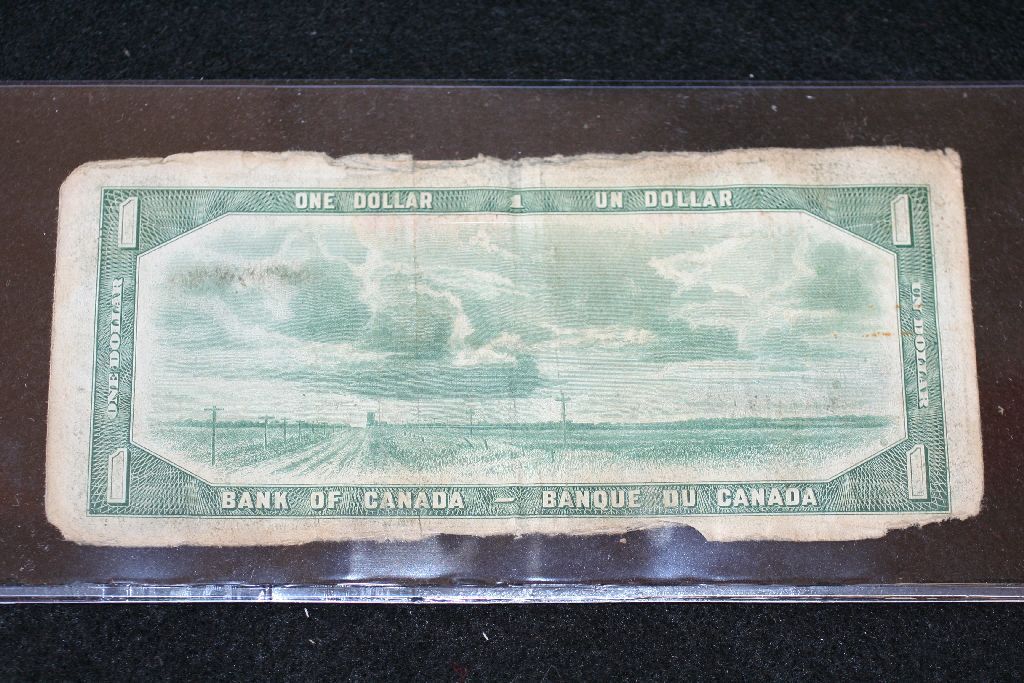 ONE DOLLAR 1 UN DOLLAR
1 1
ONE DOLLAR
UN DOLLAR
1 1
BANK OF CANADA — BANQUE DU CANADA